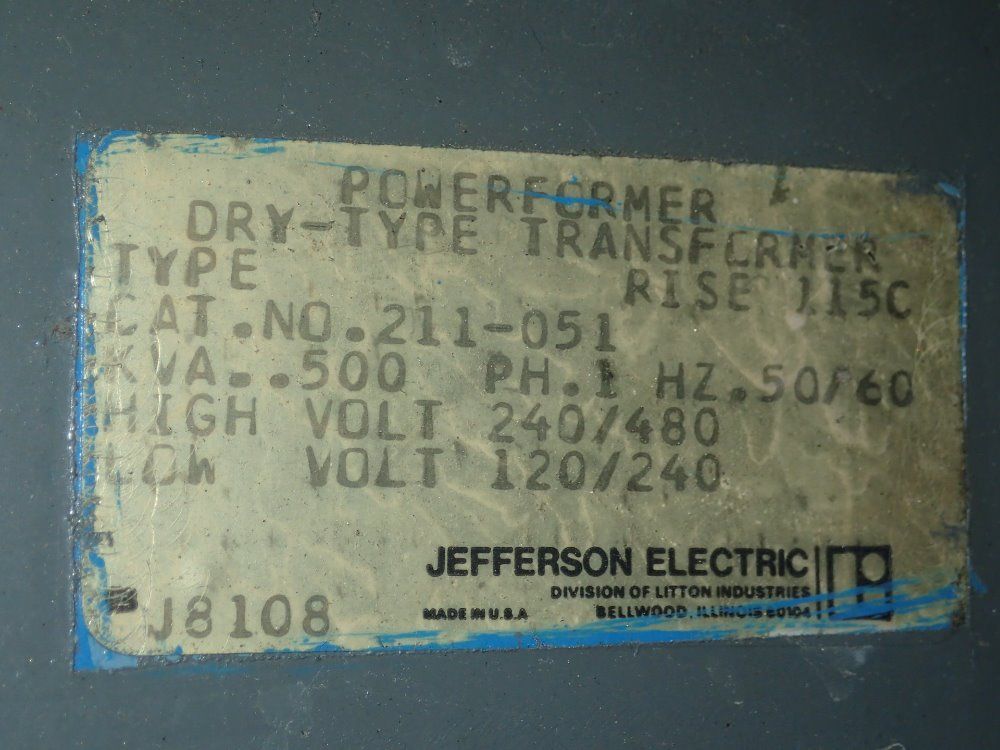 POWERFORMER
DRY-TYPE TRANSFORMER
TYPE RISE 115C
CAT.NO.211-051
KVA..500 PH.1 HZ.50/60
HIGH VOLT 240/480
LOW VOLT 120/240
JEFFERSON ELECTRIC
DIVISION OF LITTON INDUSTRIES
MADE IN U.S.A BELLWOOD, ILLINOIS 60104
J8108